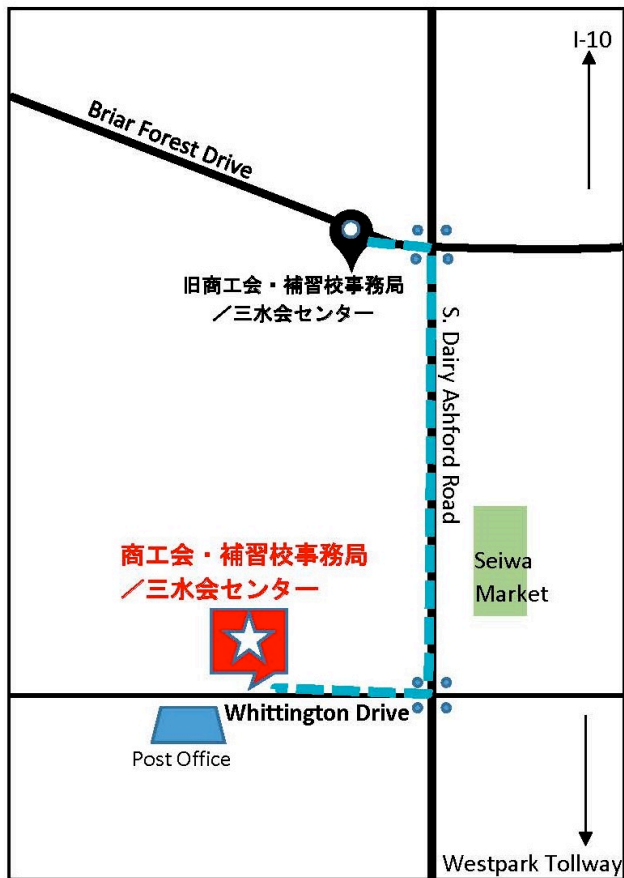 I-10
Briar Forest Drive
旧商工会・補習校事務局
／三水会センター
S. Dairy Ashford Road
Seiwa
Market
商工会・補習校事務局
／三水会センター
Whittington Drive
Post Office
Westpark Tollway